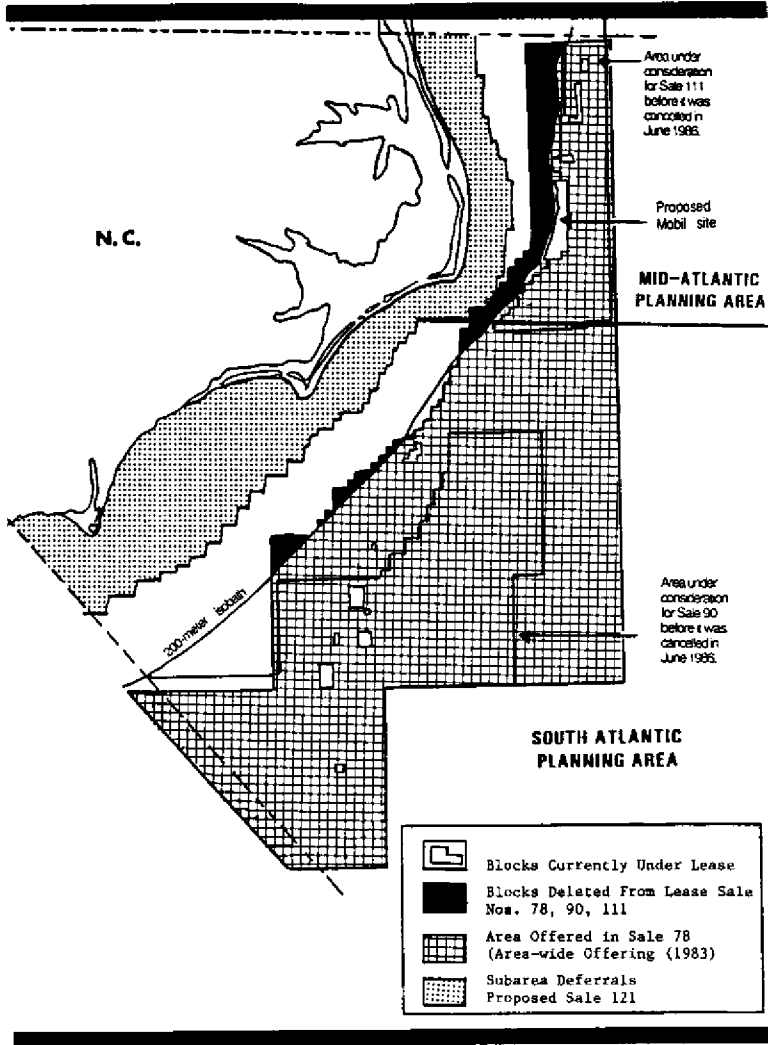 Area under
consideration
for Sale 111
before it was
cancelled in
June 1986.
Proposed
Mobil site
N.C.
MID-ATLANTIC
PLANNING AREA
200-meter isobath
Area under
consideration
for Sale 90
before it was
cancelled in
June 1986.
SOUTH ATLANTIC
PLANNING AREA
Blocks Currently Under Lease
Blocks Deleted From Lease Sale
Nos. 78, 90, 111
Area Offered in Sale 78
(Area-wide Offering (1983)
Subarea Deferrals
Proposed Sale 121